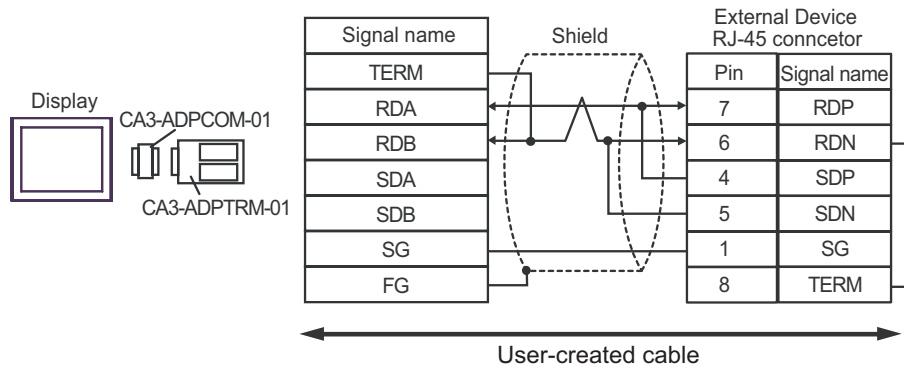 Display
CA3-ADPCOM-01
CA3-ADPTRM-01
Signal name
TERM
RDA
RDB
SDA
SDB
SG
FG
Shield
External Device
RJ-45 conncetor
Pin Signal name
7 RDP
6 RDN
4 SDP
5 SDN
1 SG
8 TERM
User-created cable